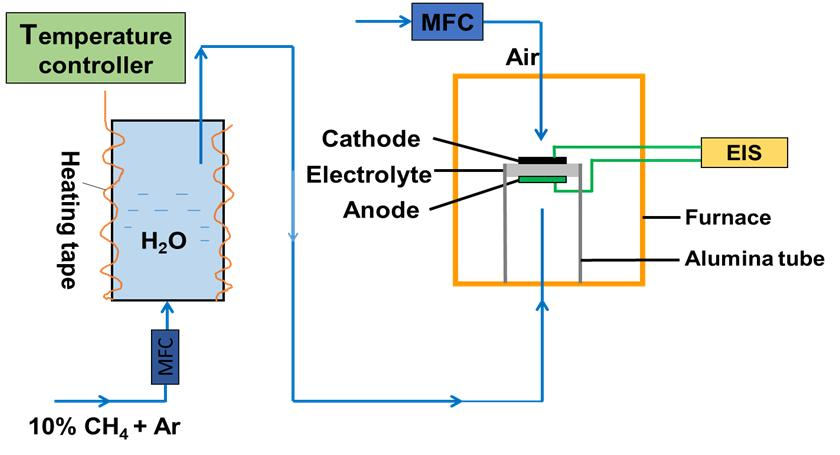 Temperature
controller
MFC
Air
Cathode
Electrolyte
Anode
EIS
Furnace
Alumina tube
Heating tape
H₂O
MFC
10% CH₄ + Ar